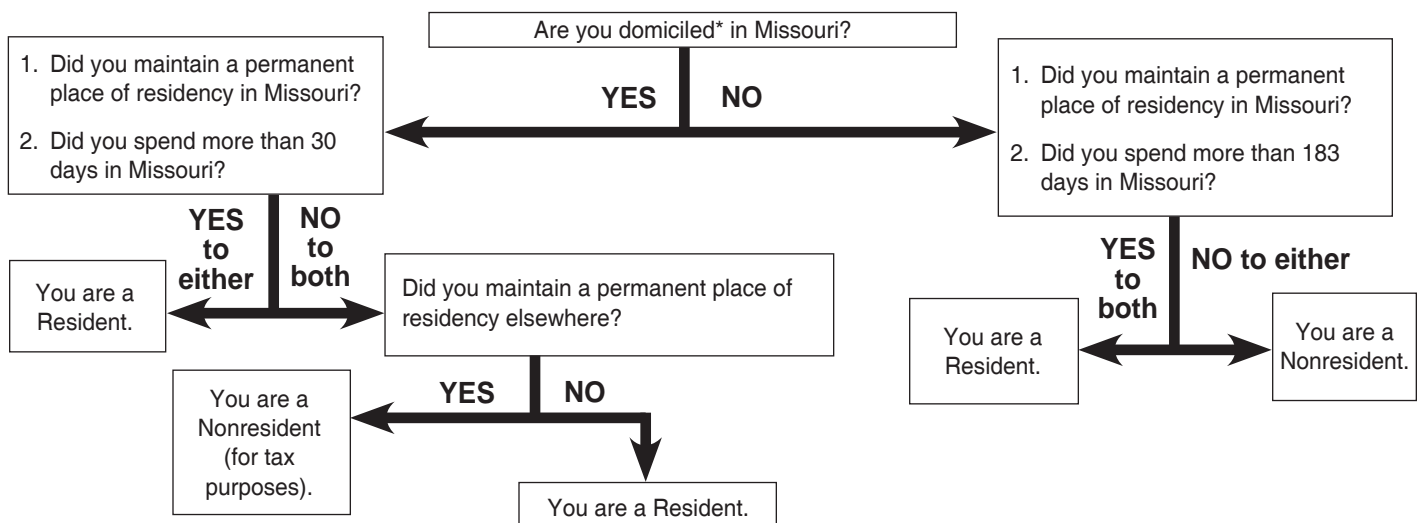 Are you domiciled* in Missouri?
YES
NO
1. Did you maintain a permanent
place of residency in Missouri?
2. Did you spend more than 30
days in Missouri?
1. Did you maintain a permanent
place of residency in Missouri?
2. Did you spend more than 183
days in Missouri?
YES
to
either
NO
to
both
You are a
Resident.
Did you maintain a permanent place of
residency elsewhere?
YES
to
both
NO to either
You are a
Resident.
You are a
Nonresident.
YES
NO
You are a
Nonresident
(for tax
purposes).
You are a Resident.